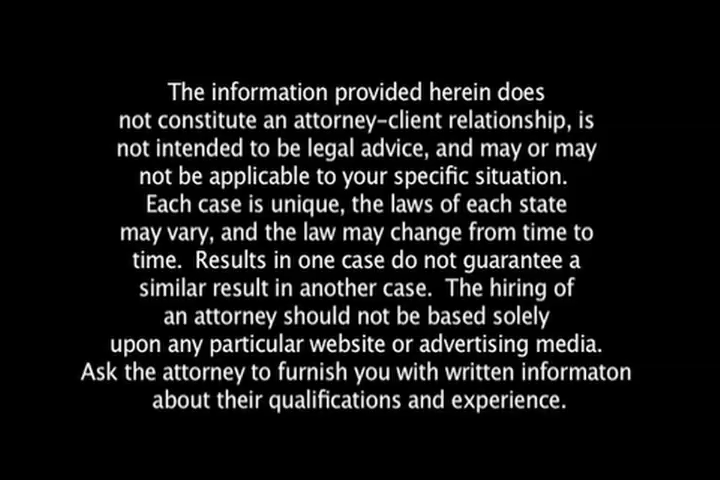 The information provided herein does
not constitute an attorney-client relationship, is
not intended to be legal advice, and may or may
not be applicable to your specific situation.
Each case is unique, the laws of each state
may vary, and the law may change from time to
time.  Results in one case do not guarantee a
similar result in another case.  The hiring of
an attorney should not be based solely
upon any particular website or advertising media.
Ask the attorney to furnish you with written informaton
about their qualifications and experience.